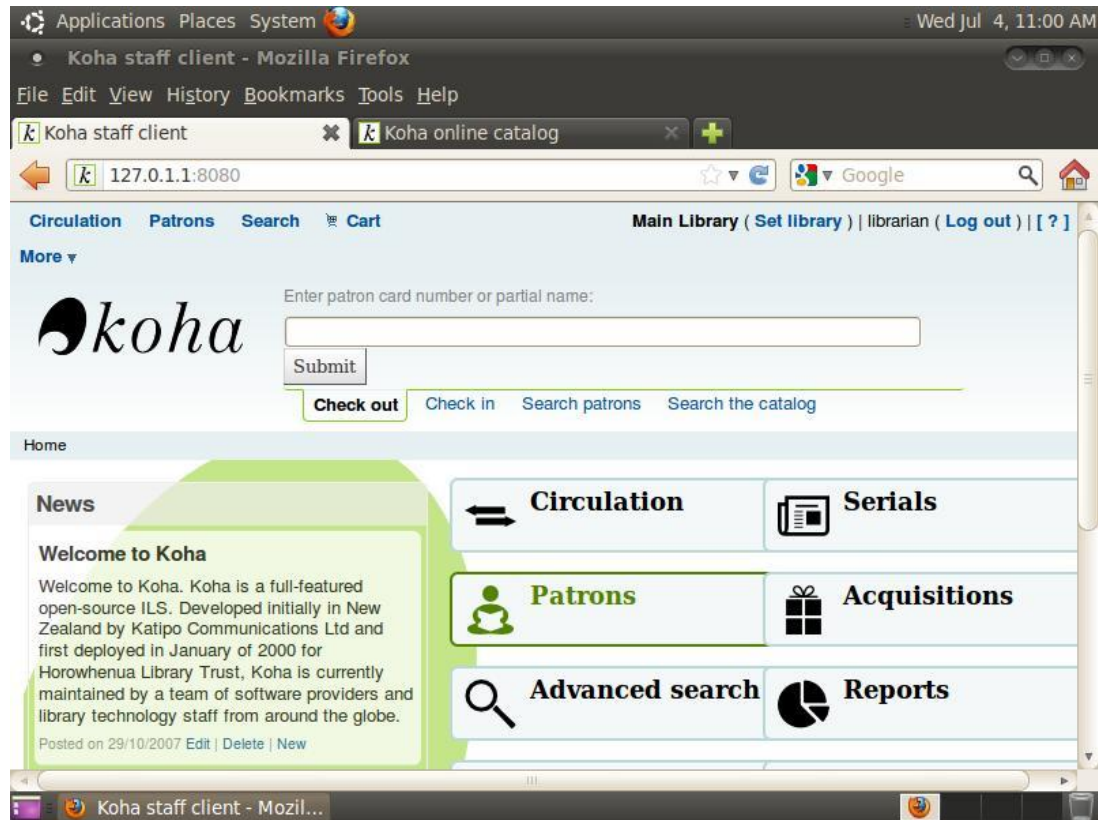 Applications Places System Wed Jul 4, 11:00 AM
Koha staff client - Mozilla Firefox
File Edit View History Bookmarks Tools Help
k Koha staff client k Koha online catalog
k 127.0.1.1:8080 Google
Circulation Patrons Search Cart Main Library ( Set library ) | librarian ( Log out ) | [ ? ]
More
koha
Enter patron card number or partial name:
Submit
Check out Check in Search patrons Search the catalog
Home
News
Welcome to Koha
Welcome to Koha. Koha is a full-featured
open-source ILS. Developed initially in New
Zealand by Katipo Communications Ltd and
first deployed in January of 2000 for
Horowhenua Library Trust, Koha is currently
maintained by a team of software providers and
library technology staff from around the globe.
Posted on 29/10/2007 Edit | Delete | New
Circulation Serials
Patrons Acquisitions
Advanced search Reports
Koha staff client - Mozil...